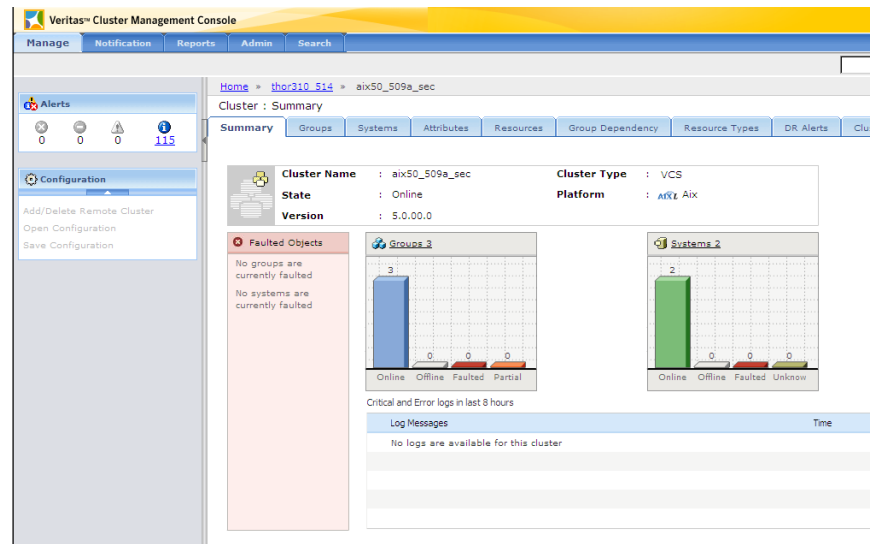 Veritas™ Cluster Management Console
Manage Notification Reports Admin Search
Home » thor310_514 » aix50_509a_sec
Alerts
0 0 0 115
Configuration
Add/Delete Remote Cluster
Open Configuration
Save Configuration
Cluster : Summary
Summary Groups Systems Attributes Resources Group Dependency Resource Types DR Alerts Clu
Cluster Name : aix50_509a_sec Cluster Type : VCS
State : Online Platform : AIX L Aix
Version : 5.0.00.0
Faulted Objects
No groups are
currently faulted
No systems are
currently faulted
Groups 3
3 0 0 0
Online Offline Faulted Partial
Systems 2
2 0 0 0
Online Offline Faulted Unknow
Critical and Error logs in last 8 hours
Log Messages Time
No logs are available for this cluster